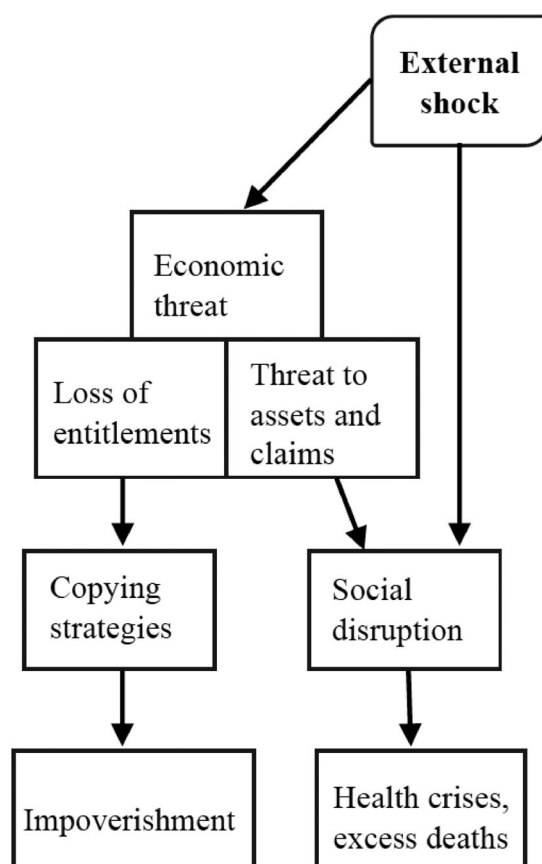 External
shock
Economic
threat
Loss of
entitlements
Threat to
assets and
claims
Copying
strategies
Social
disruption
Impoverishment
Health crises,
excess deaths